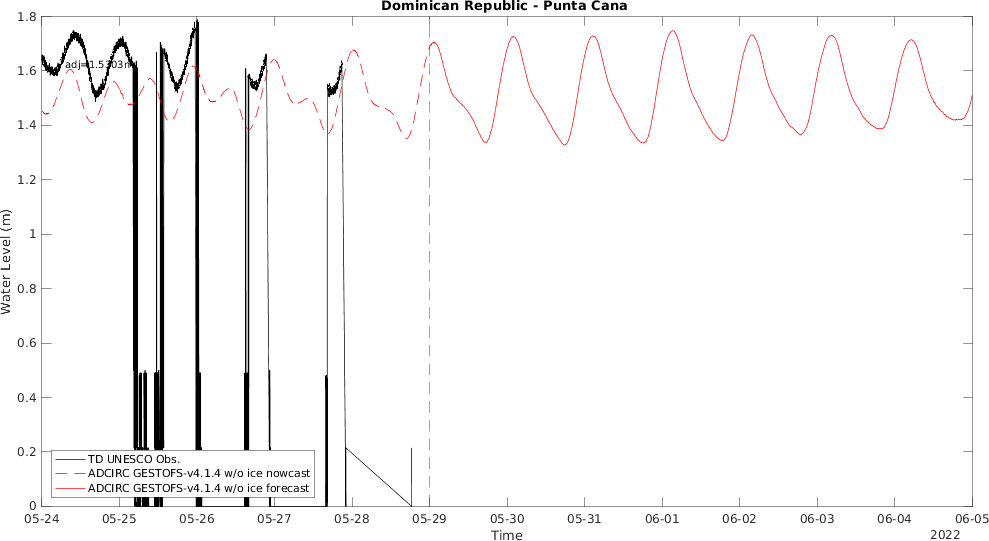 Dominican Republic - Punta Cana
1.8
1.6
1.4
1.2
1
0.8
0.6
0.4
0.2
0
Water Level (m)
adj=1.5303m
TD UNESCO Obs.
ADCIRC GESTOFS-v4.1.4 w/o ice nowcast
ADCIRC GESTOFS-v4.1.4 w/o ice forecast
05-24 05-25 05-26 05-27 05-28 05-29 05-30 05-31 06-01 06-02 06-03 06-04 06-05
Time
2022